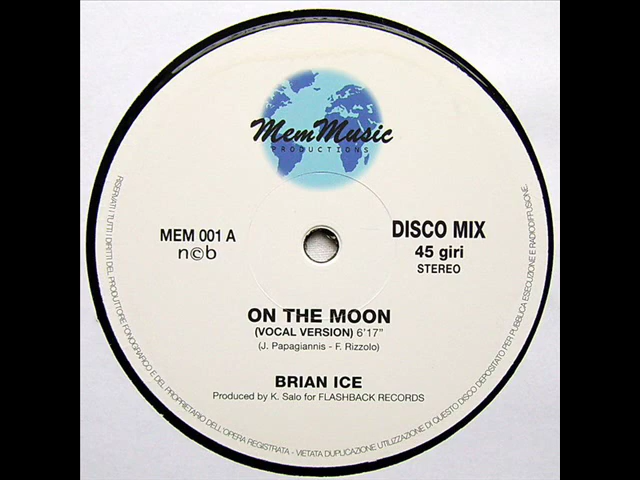 MemMusic
PRODUCTIONS
MEM 001 A
n©b
DISCO MIX
45 giri
STEREO
ON THE MOON
(VOCAL VERSION) 6'17"
(J. Papagiannis - F. Rizzolo)
BRIAN ICE
Produced by K. Salo for FLASHBACK RECORDS
RISERVATI TUTTI I DIRITTI DEL PRODUTTORE FONOGRAFICO E DEL PROPRIETARIO DELL'OPERA REGISTRATA - VIETATA DUPLICAZIONE UTILIZZAZIONE DI QUESTO DISCO DEPOSITATO PER PUBBLICA ESECUZIONE E RADIODIFFUSIONE.